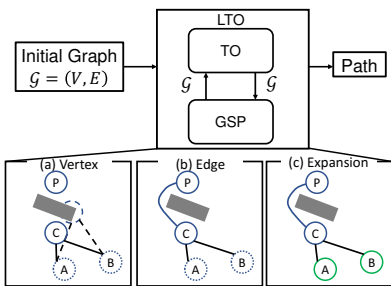 LTO
Initial Graph
𝒢 = (V, E)
TO
𝒢 𝒢
GSP
Path
(a) Vertex (b) Edge (c) Expansion
P P P
C C C
A B A B A B